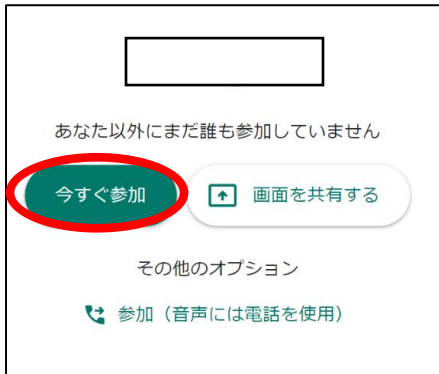 あなた以外にまだ誰も参加していません
今すぐ参加
画面を共有する
その他のオプション
参加（音声には電話を使用）